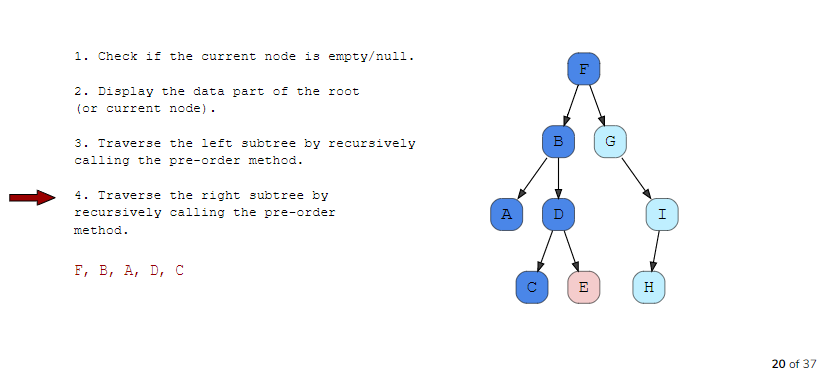 1. Check if the current node is empty/null.
2. Display the data part of the root
(or current node).
3. Traverse the left subtree by recursively
calling the pre-order method.
4. Traverse the right subtree by
recursively calling the pre-order
method.
F, B, A, D, C
F
B
G
A
D
I
C
E
H
20 of 37